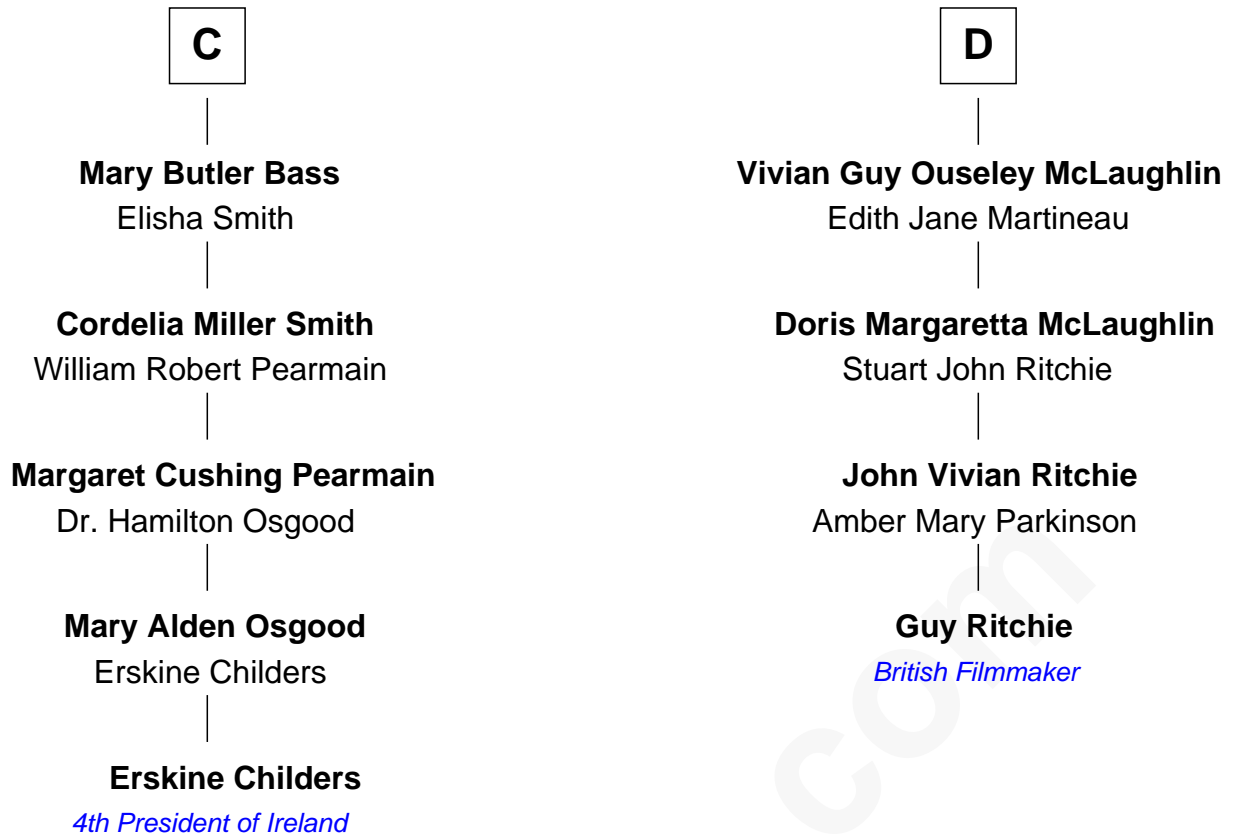 C
Mary Butler Bass
Elisha Smith
Cordelia Miller Smith
William Robert Pearmain
Margaret Cushing Pearmain
Dr. Hamilton Osgood
Mary Alden Osgood
Erskine Childers
Erskine Childers
4th President of Ireland
D
Vivian Guy Ouseley McLaughlin
Edith Jane Martineau
Doris Margaretta McLaughlin
Stuart John Ritchie
John Vivian Ritchie
Amber Mary Parkinson
Guy Ritchie
British Filmmaker
com